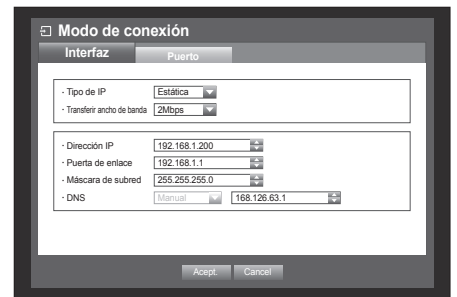 Modo de conexión
Interfaz Puerto
· Tipo de IP Estática
· Transferir ancho de banda 2Mbps
· Dirección IP 192.168.1.200
· Puerta de enlace 192.168.1.1
· Máscara de subred 255.255.255.0
· DNS Manual 168.126.63.1
Acept. Cancel